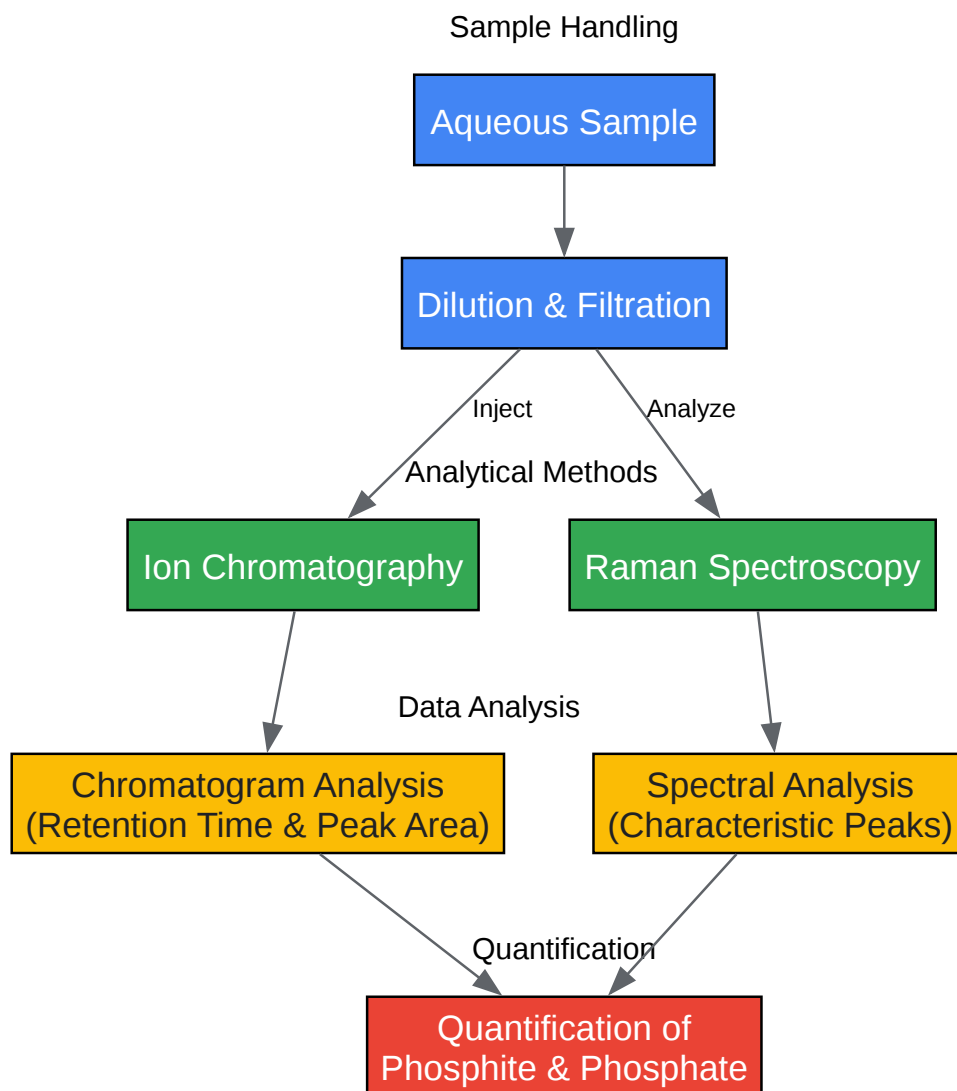 Sample Handling
Aqueous Sample
Dilution & Filtration
Inject
Analyze
Analytical Methods
Ion Chromatography
Raman Spectroscopy
Data Analysis
Chromatogram Analysis
(Retention Time & Peak Area)
Spectral Analysis
(Characteristic Peaks)
Quantification
Quantification of
Phosphite & Phosphate